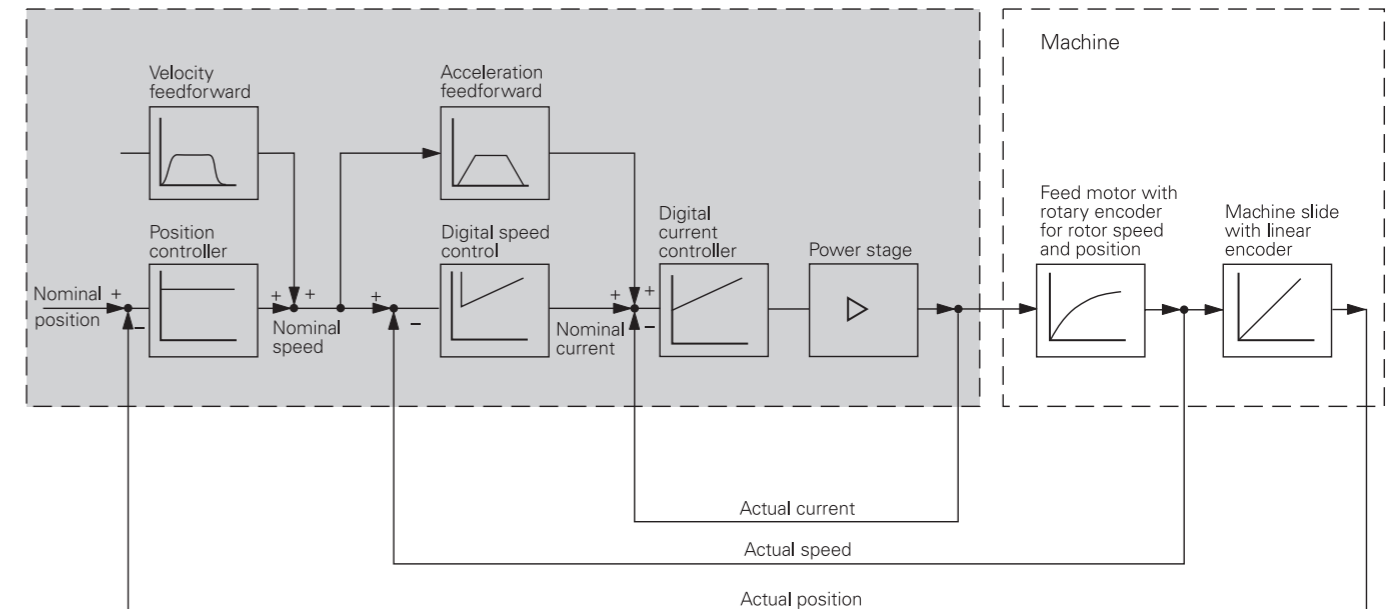 Machine
Velocity
feedforward
Acceleration
feedforward
Position
controller
Digital speed
control
Digital
current
controller
Power stage
Feed motor with
rotary encoder
for rotor speed
and position
Machine slide
with linear
encoder
Nominal
position
+
–
+
+
Nominal
speed
+
–
+
+
–
Nominal
current
Actual current
Actual speed
Actual position